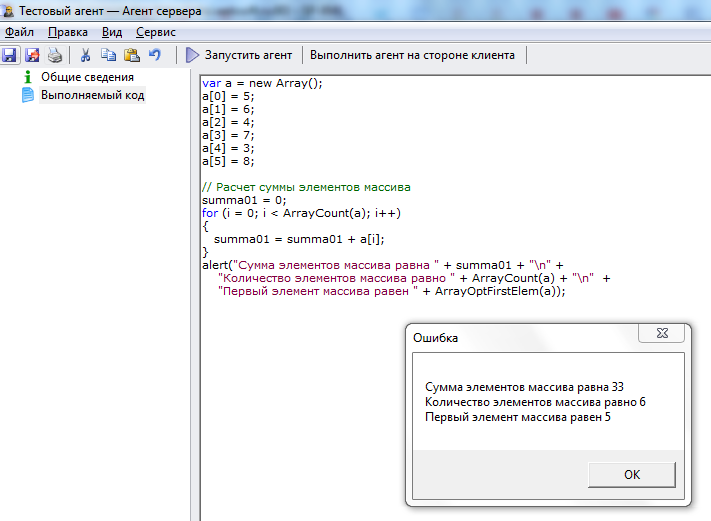 Тестовый агент — Агент сервера
Файл Правка Вид Сервис
Запустить агент Выполнить агент на стороне клиента
Общие сведения
Выполняемый код
var a = new Array();
a[0] = 5;
a[1] = 6;
a[2] = 4;
a[3] = 7;
a[4] = 3;
a[5] = 8;
// Расчет суммы элементов массива
summa01 = 0;
for (i = 0; i < ArrayCount(a); i++)
{
summa01 = summa01 + a[i];
}
alert("Сумма элементов массива равна " + summa01 + "\n" +
"Количество элементов массива равно " + ArrayCount(a) + "\n" +
"Первый элемент массива равен " + ArrayOptFirstElem(a));
Ошибка
Сумма элементов массива равна 33
Количество элементов массива равно 6
Первый элемент массива равен 5
OK